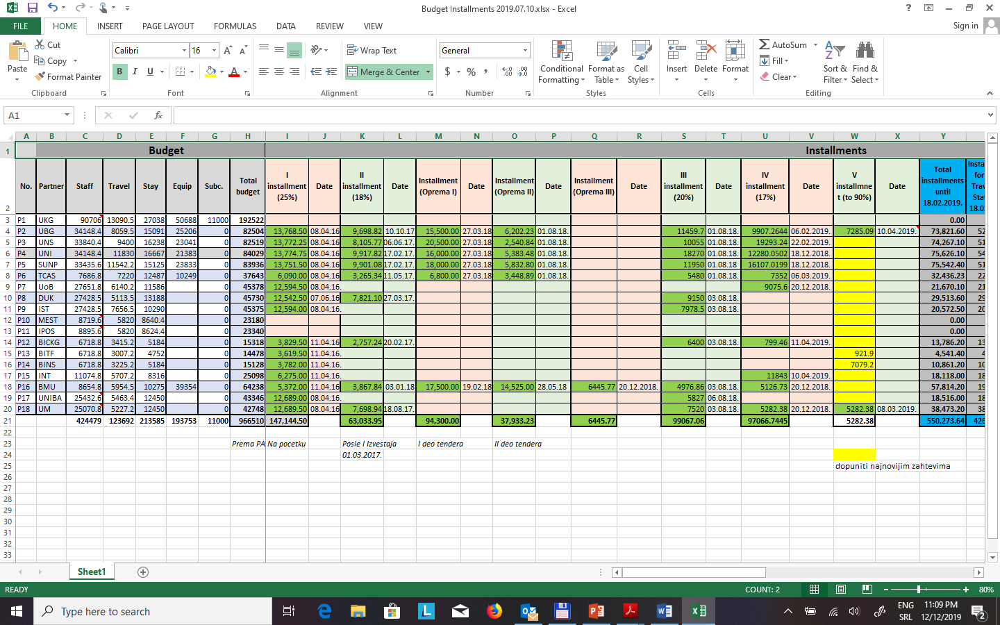 Budget Installments 2019.07.10.xlsx - Excel
FILE HOME INSERT PAGE LAYOUT FORMULAS DATA REVIEW VIEW Sign in
Paste Cut Copy Format Painter Clipboard
Calibri 16 B I U Font
Wrap Text Merge & Center Alignment
General $ % Number
Conditional Formatting Format as Table Cell Styles Styles
Insert Delete Format Cells
AutoSum Fill Clear Sort & Filter Find & Select Editing
A1 fx
A B C D E F G H I J K L M N O P Q R S T U V W X Y
1 Budget Installments
2 No. Partner Staff Travel Stay Equip Subc. Total budget I installment (25%) Date II installment (18%) Date Installment (Oprema I) Date Installment (Oprema II) Date Installment (Oprema III) Date III installment (20%) Date IV installment (17%) Date V installmne t (to 90%) Date Total installments until 18.02.2019. Insta for Trav Sta 18.0
3 P1 UKG 90706 13090.5 27038 50688 11000 192522 0.00
4 P2 UBG 34148.4 8059.5 15091 25206 0 82504 13,768.50 08.04.16 9,698.82 10.10.17 15,500.00 27.03.18 6,202.23 01.08.18. 11459.7 01.08.18. 9907.2644 06.02.2019. 7285.09 10.04.2019. 73,821.60 52
5 P3 UNS 33840.4 9400 16238 23041 0 82519 13,772.25 08.04.16 8,105.77 06.06.17. 20,500.00 27.03.18 2,540.84 01.08.18. 10055 01.08.18. 19293.24 22.02.2019. 74,267.10 51
6 P4 UNI 34148.4 11830 16667 21383 0 84029 13,774.75 08.04.16 9,917.82 17.02.17. 16,000.00 27.03.18 5,383.48 01.08.18. 18270 01.08.18. 12280.0502 18.12.2018. 75,626.10 54
7 P5 SUNP 33435.6 11542.2 15125 23833 0 83936 13,751.50 08.04.16 9,901.08 17.02.17. 18,000.00 27.03.18 5,832.80 01.08.18. 11950 01.08.18. 16107.0199 18.12.2018. 75,542.40 51
8 P6 TCAS 7686.8 7220 12487 10249 0 37643 6,090.00 08.04.16 3,265.34 11.05.17. 6,800.00 27.03.18 3,448.89 01.08.18. 5480 01.08.18. 7352 06.03.2019. 32,436.23 22
9 P7 UoB 27651.8 6140.2 11586 0 45378 12,594.50 08.04.16. 9075.6 20.12.2018. 21,670.10 21
10 P8 DUK 27428.5 5113.5 13188 0 45730 12,542.50 07.06.16 7,821.10 27.03.17. 9150 03.08.18. 29,513.60 29
11 P9 IST 27428.5 7656.5 10290 0 45375 12,594.00 08.04.16. 7978.5 03.08.18. 20,572.50 20
12 P10 MEST 8719.6 5820 8640.4 0 23180 0.00
13 P11 IPOS 8895.6 5820 8624.4 0 23340 0.00
14 P12 BICKG 6718.8 3415.2 5184 0 15318 3,829.50 11.04.16 2,757.24 20.02.17. 6400 03.08.18. 799.46 11.04.2019. 13,786.20 13
15 P13 BITF 6718.8 3007.2 4752 0 14478 3,619.50 11.04.16. 921.9 4,541.40 4
16 P14 BINS 6718.8 3225.2 5184 0 15128 3,782.00 11.04.16. 7079.2 10,861.20 10
17 P15 INT 11074.8 5707.2 8316 0 25098 6,275.00 11.04.16. 11843 10.04.2019. 18,118.00 18
18 P16 BMU 8654.8 5954.5 10275 39354 0 64238 5,372.00 11.04.16 3,867.84 03.01.18 17,500.00 19.02.18 14,525.00 28.05.18 6445.77 20.12.2018. 4976.86 03.08.18. 5126.73 20.12.2018. 57,814.20 19
19 P17 UNIBA 25432.6 5463.4 12450 0 43346 12,689.00 08.04.16. 5827 06.08.18. 18,516.00 18
20 P18 UM 25070.8 5227.2 12450 0 42748 12,689.50 08.04.16 7,698.94 18.08.17. 7520 03.08.18. 5282.38 20.12.2018. 5282.38 08.03.2019. 38,473.20 38
21 424479 123692 213585 193753 11000 966510 147,144.50 63,033.95 94,300.00 37,933.23 6445.77 99067.06 97066.7445 5282.38 550,273.64 426
22
23 Prema PA Na pocetku Posle I Izvestaja I deo tendera II deo tendera
24 01.03.2017.
25 dopuniti najnovijim zahtevima
26
27
28
29
30
31
32
33
Sheet1
READY COUNT: 2 80%
Type here to search ENG 11:09 PM
SRL 12/12/2019 2